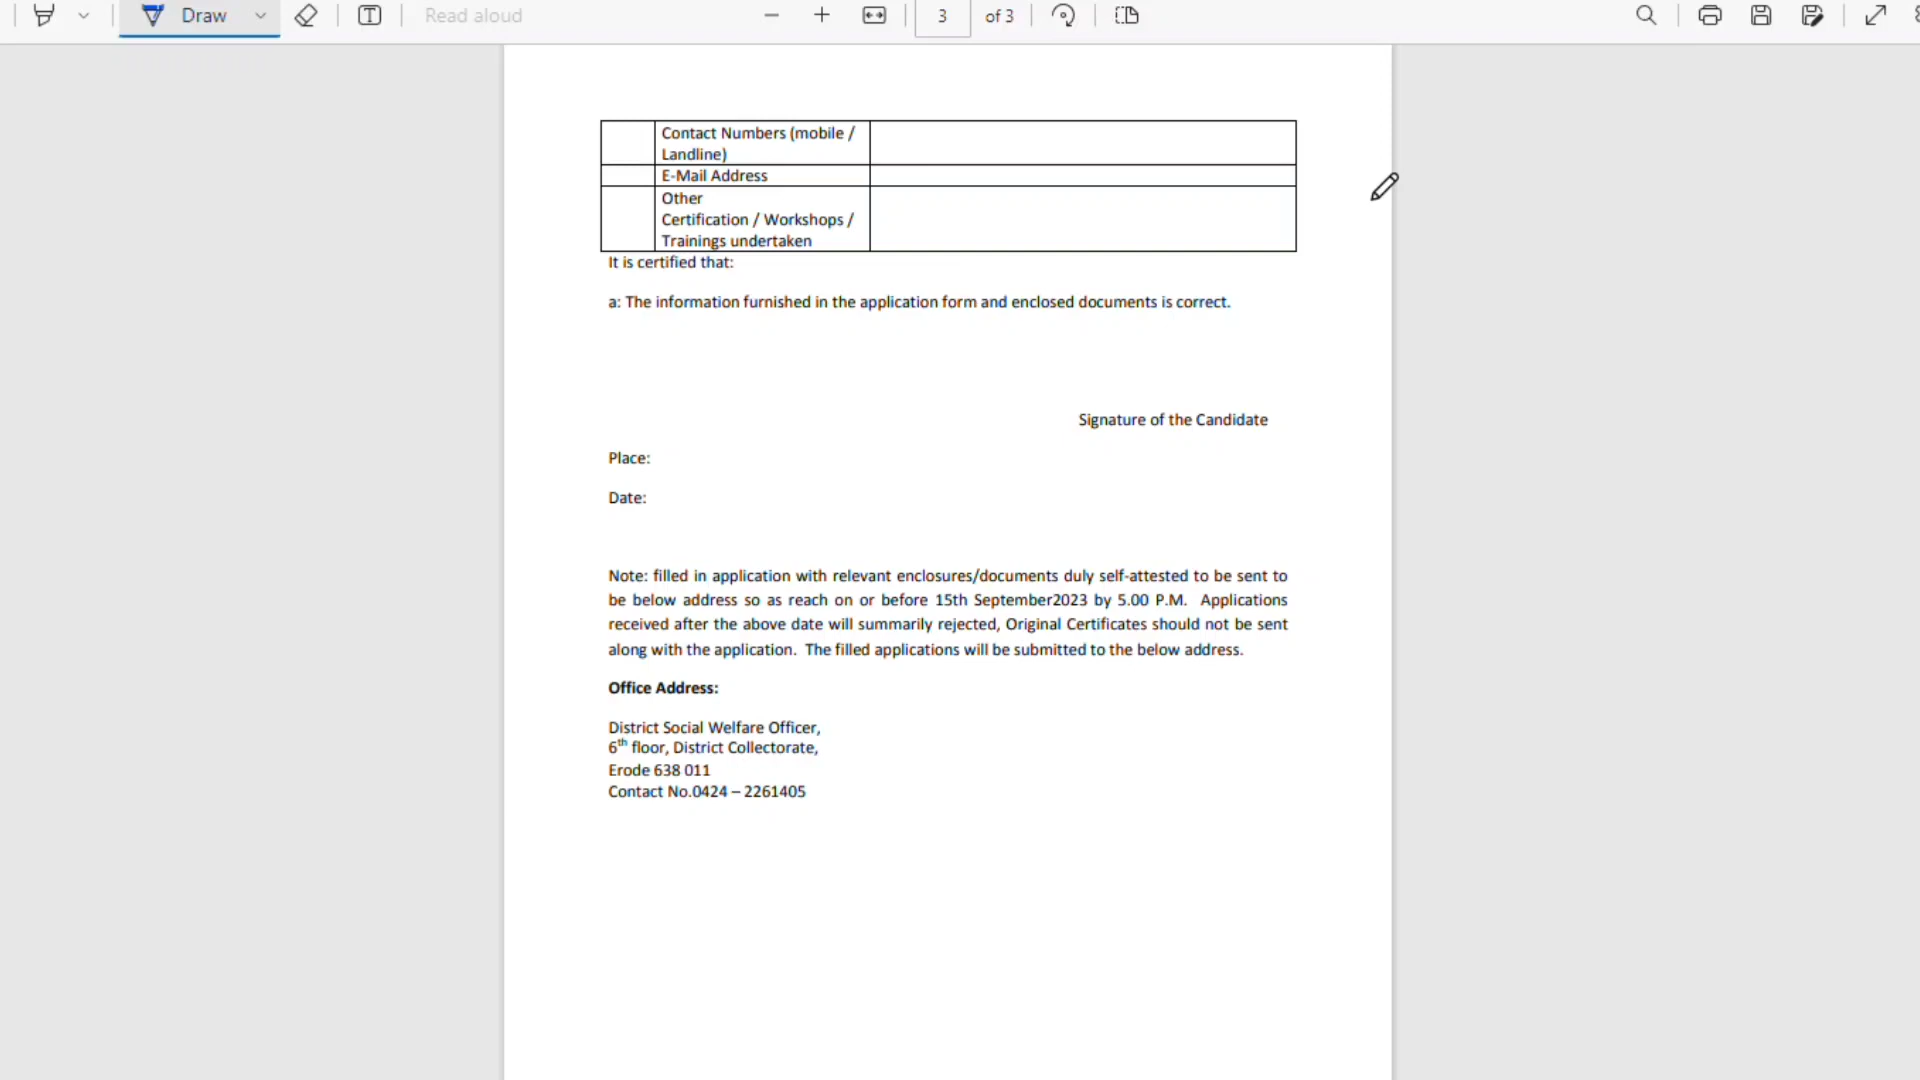 Draw
Read aloud
3
of 3
Contact Numbers (mobile /
Landline)
E-Mail Address
Other
Certification / Workshops /
Trainings undertaken
It is certified that:
a: The information furnished in the application form and enclosed documents is correct.
Signature of the Candidate
Place:
Date:
Note: filled in application with relevant enclosures/documents duly self-attested to be sent to
be below address so as reach on or before 15th September2023 by 5.00 P.M. Applications
received after the above date will summarily rejected, Original Certificates should not be sent
along with the application. The filled applications will be submitted to the below address.
Office Address:
District Social Welfare Officer,
6th floor, District Collectorate,
Erode 638 011
Contact No.0424 – 2261405